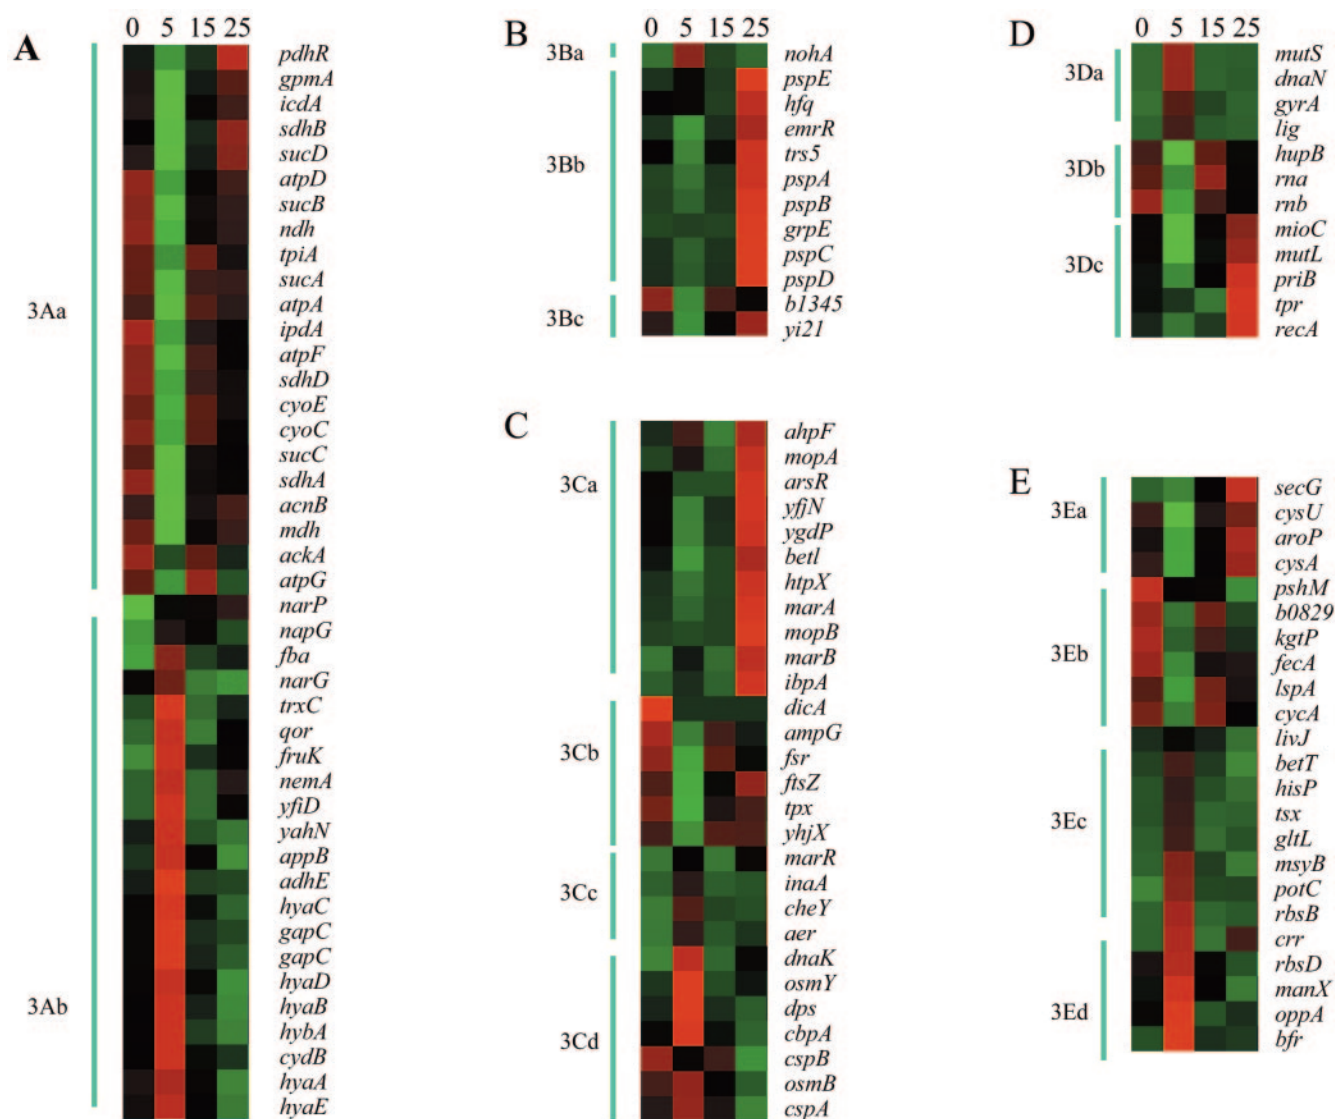 A
0 5 15 25
3Aa
pdhR
gpmA
icdA
sdhB
sucD
atpD
sucB
ndh
tpiA
sucA
atpA
ipdA
atpF
sdhD
cyoE
cyoC
sucC
sdhA
acnB
mdh
ackA
atpG
narP
3Ab
napG
fba
narG
trxC
qor
fruK
nemA
yfiD
yahN
appB
adhE
hyaC
gapC
gapC
hyaD
hyaB
hybA
cydB
hyaA
hyaE
B
0 5 15 25
3Ba
nohA
3Bb
pspE
hfq
emrR
trs5
pspA
pspB
grpE
pspC
pspD
3Bc
b1345
yi21
C
3Ca
ahpF
mopA
arsR
yfjN
ygdP
betl
htpX
marA
mopB
marB
ibpA
3Cb
dicA
ampG
fsr
ftsZ
tpx
yhjX
3Cc
marR
inaA
cheY
aer
3Cd
dnaK
osmY
dps
cbpA
cspB
osmB
cspA
D
0 5 15 25
3Da
mutS
dnaN
gyrA
lig
3Db
hupB
rna
rnb
3Dc
mioC
mutL
priB
tpr
recA
E
3Ea
secG
cysU
aroP
cysA
3Eb
pshM
b0829
kgtP
fecA
lspA
cycA
3Ec
livJ
betT
hisP
tsx
gltL
msyB
potC
rbsB
3Ed
crr
rbsD
manX
oppA
bfr